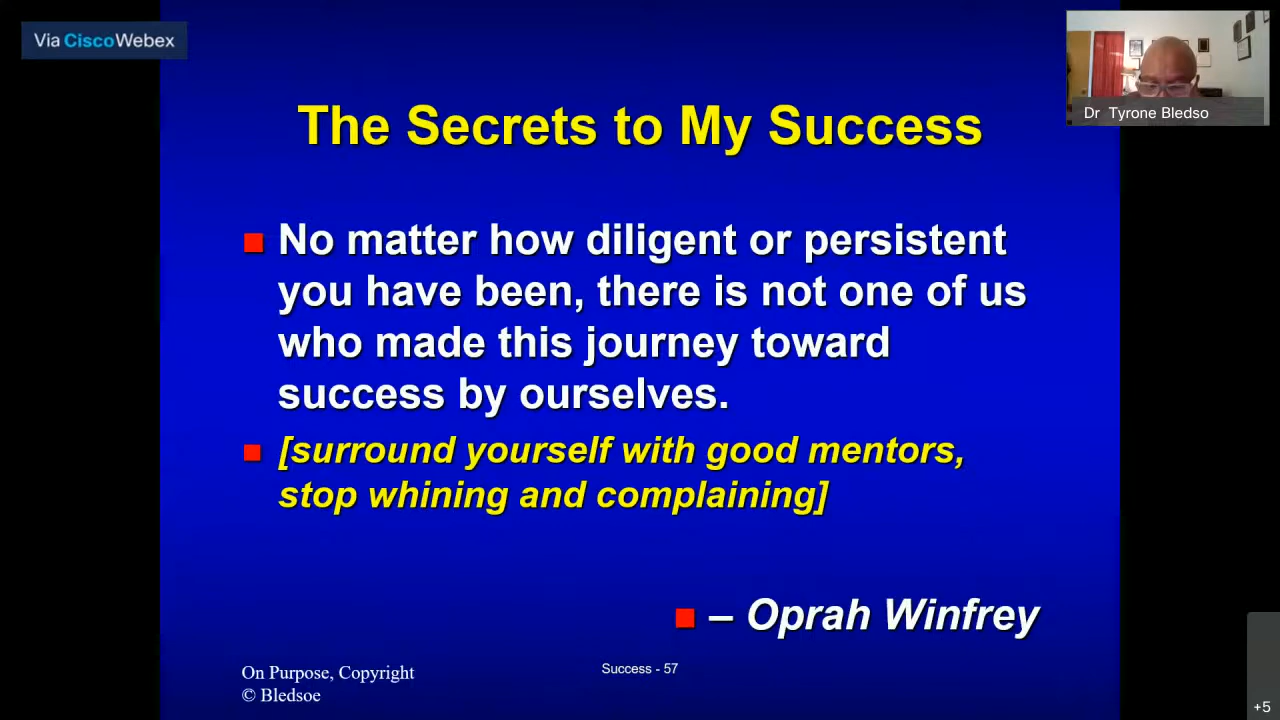 Via CiscoWebex
Dr Tyrone Bledso
The Secrets to My Success
No matter how diligent or persistent
you have been, there is not one of us
who made this journey toward
success by ourselves.
[surround yourself with good mentors,
stop whining and complaining]
– Oprah Winfrey
On Purpose, Copyright
© Bledsoe
Success - 57
+5